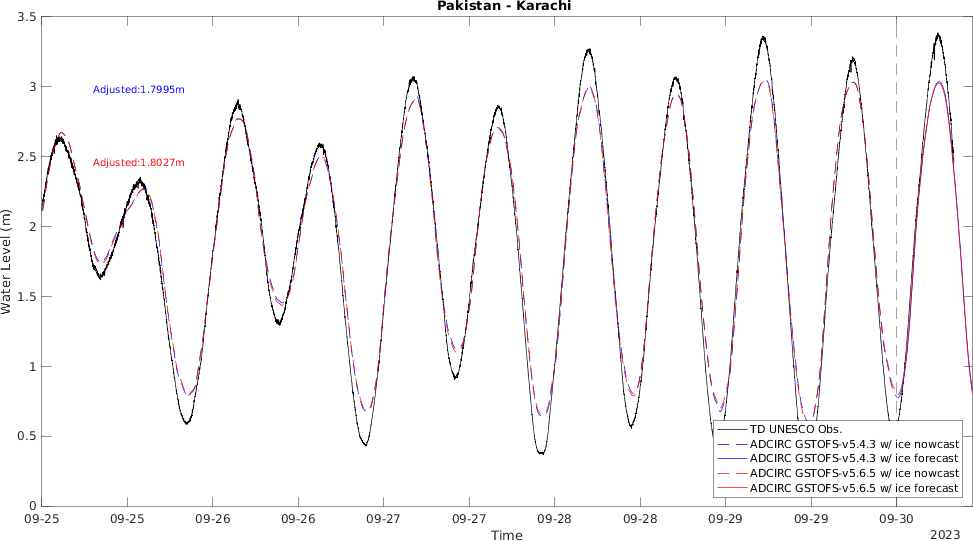 Pakistan - Karachi
3.5
3
2.5
2
1.5
1
0.5
0
Water Level (m)
Adjusted:1.7995m
Adjusted:1.8027m
TD UNESCO Obs.
ADCIRC GSTOFS-v5.4.3 w/ ice nowcast
ADCIRC GSTOFS-v5.4.3 w/ ice forecast
ADCIRC GSTOFS-v5.6.5 w/ ice nowcast
ADCIRC GSTOFS-v5.6.5 w/ ice forecast
09-25 09-25 09-26 09-26 09-27 09-27 09-28 09-28 09-29 09-29 09-30
Time
2023